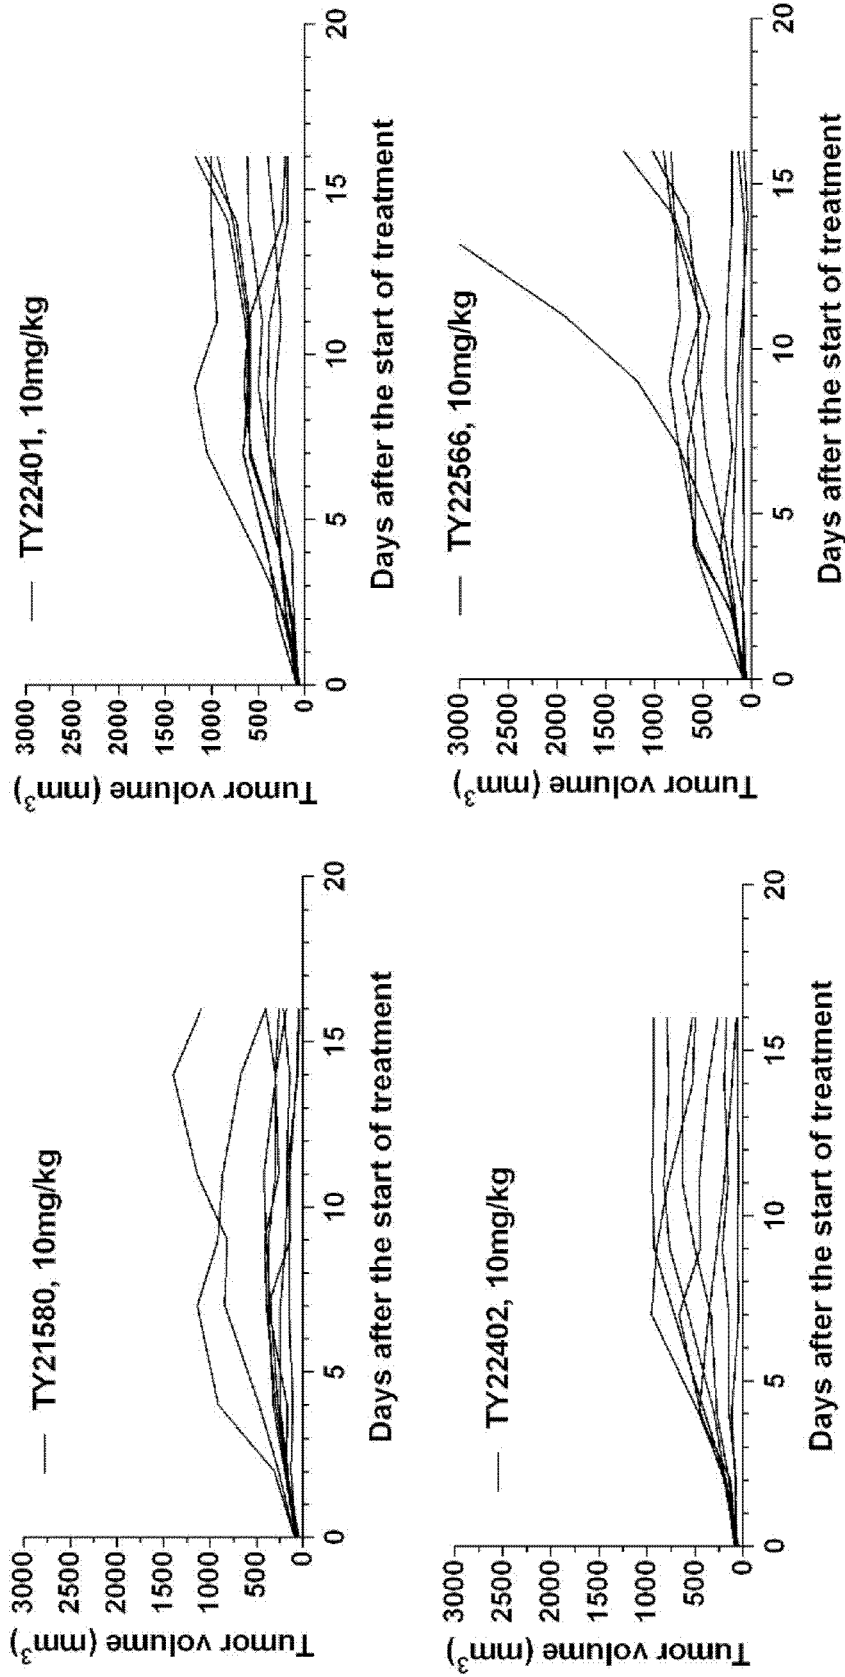 TY21580, 10mg/kg
Tumor volume (mm³)
3000
2500
2000
1500
1000
500
0
0 5 10 15 20
Days after the start of treatment
TY22401, 10mg/kg
Tumor volume (mm³)
3000
2500
2000
1500
1000
500
0
0 5 10 15 20
Days after the start of treatment
TY22402, 10mg/kg
Tumor volume (mm³)
3000
2500
2000
1500
1000
500
0
0 5 10 15 20
Days after the start of treatment
TY22566, 10mg/kg
Tumor volume (mm³)
3000
2500
2000
1500
1000
500
0
0 5 10 15 20
Days after the start of treatment